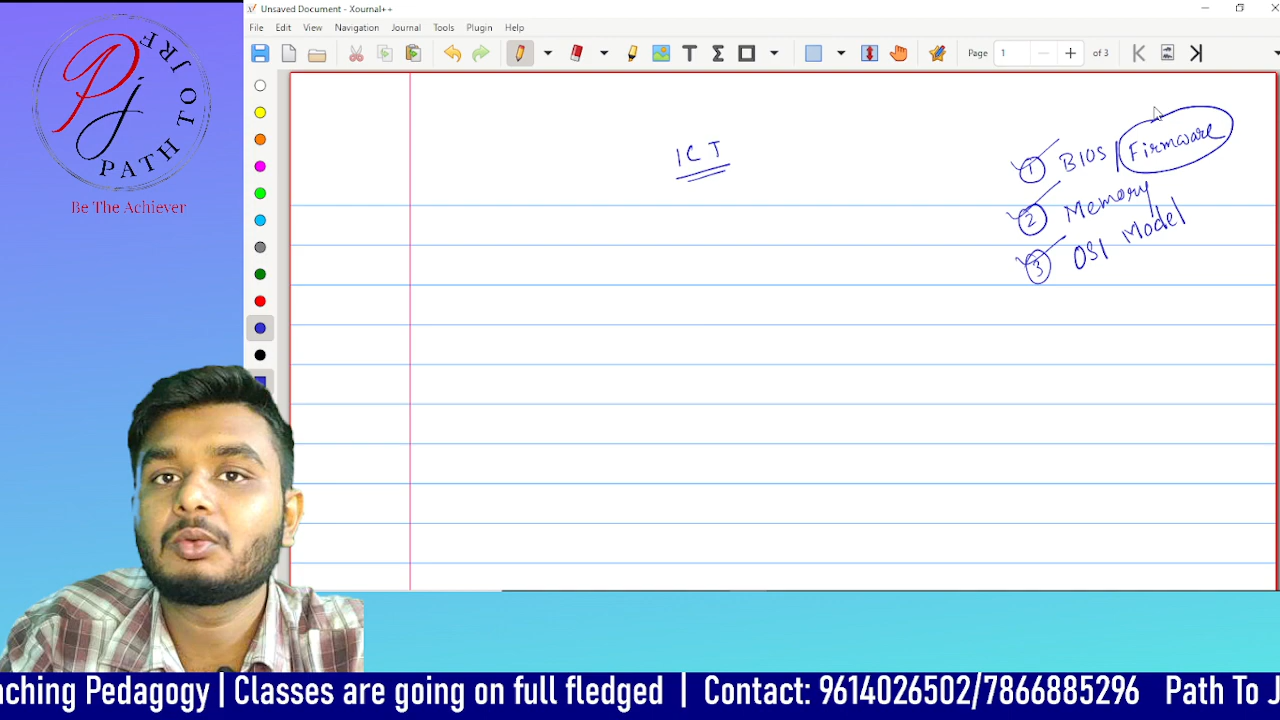 Unsaved Document - Xournal++
File Edit View Navigation Journal Tools Plugin Help
Page 1 of 3
PJ
PATH TO JRF
Be The Achiever
ICT
① BIOS / Firmware
② Memory
③ OSI Model
aching Pedagogy | Classes are going on full fledged | Contact: 9614026502/7866885296 Path To J